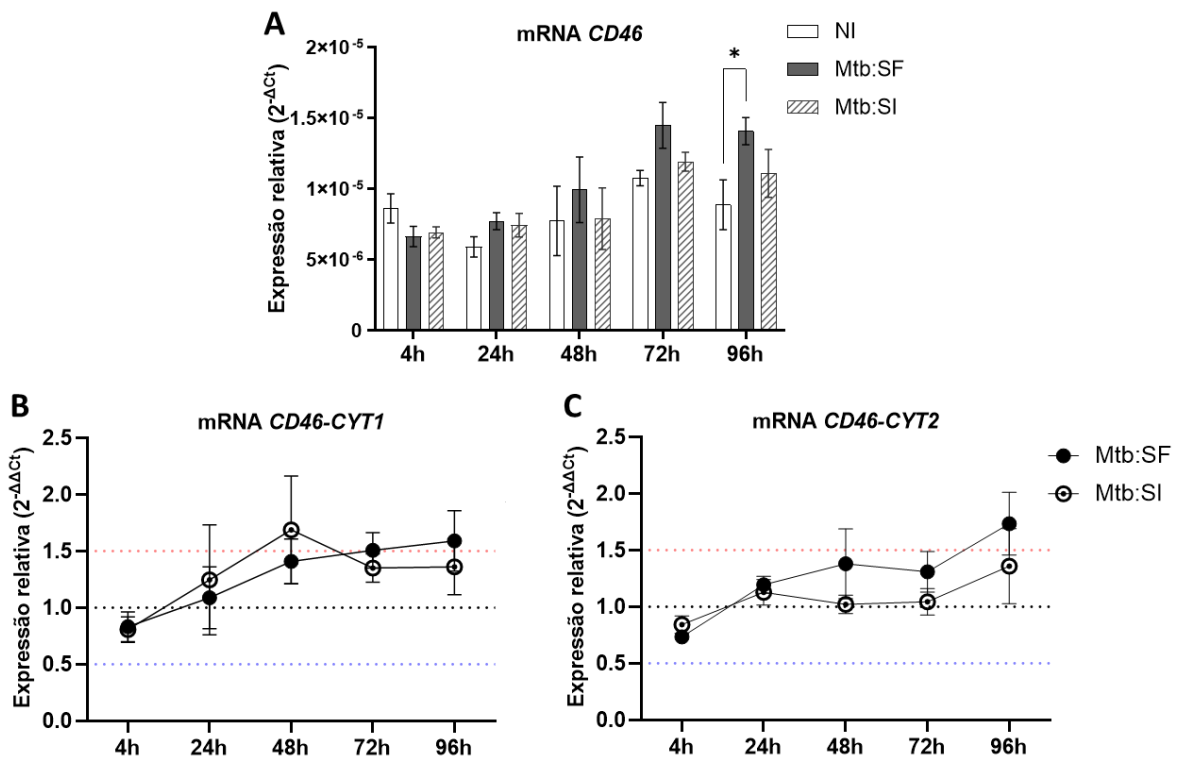 A
mRNA CD46
NI
Mtb:SF
Mtb:SI
Expressão relativa (2^-ΔCt)
2×10^-5
1.5×10^-5
1×10^-5
5×10^-6
0
*
4h 24h 48h 72h 96h
B
mRNA CD46-CYT1
Expressão relativa (2^-ΔΔCt)
2.5
2.0
1.5
1.0
0.5
0.0
4h 24h 48h 72h 96h
C
mRNA CD46-CYT2
Expressão relativa (2^-ΔΔCt)
2.5
2.0
1.5
1.0
0.5
0.0
4h 24h 48h 72h 96h
Mtb:SF
Mtb:SI